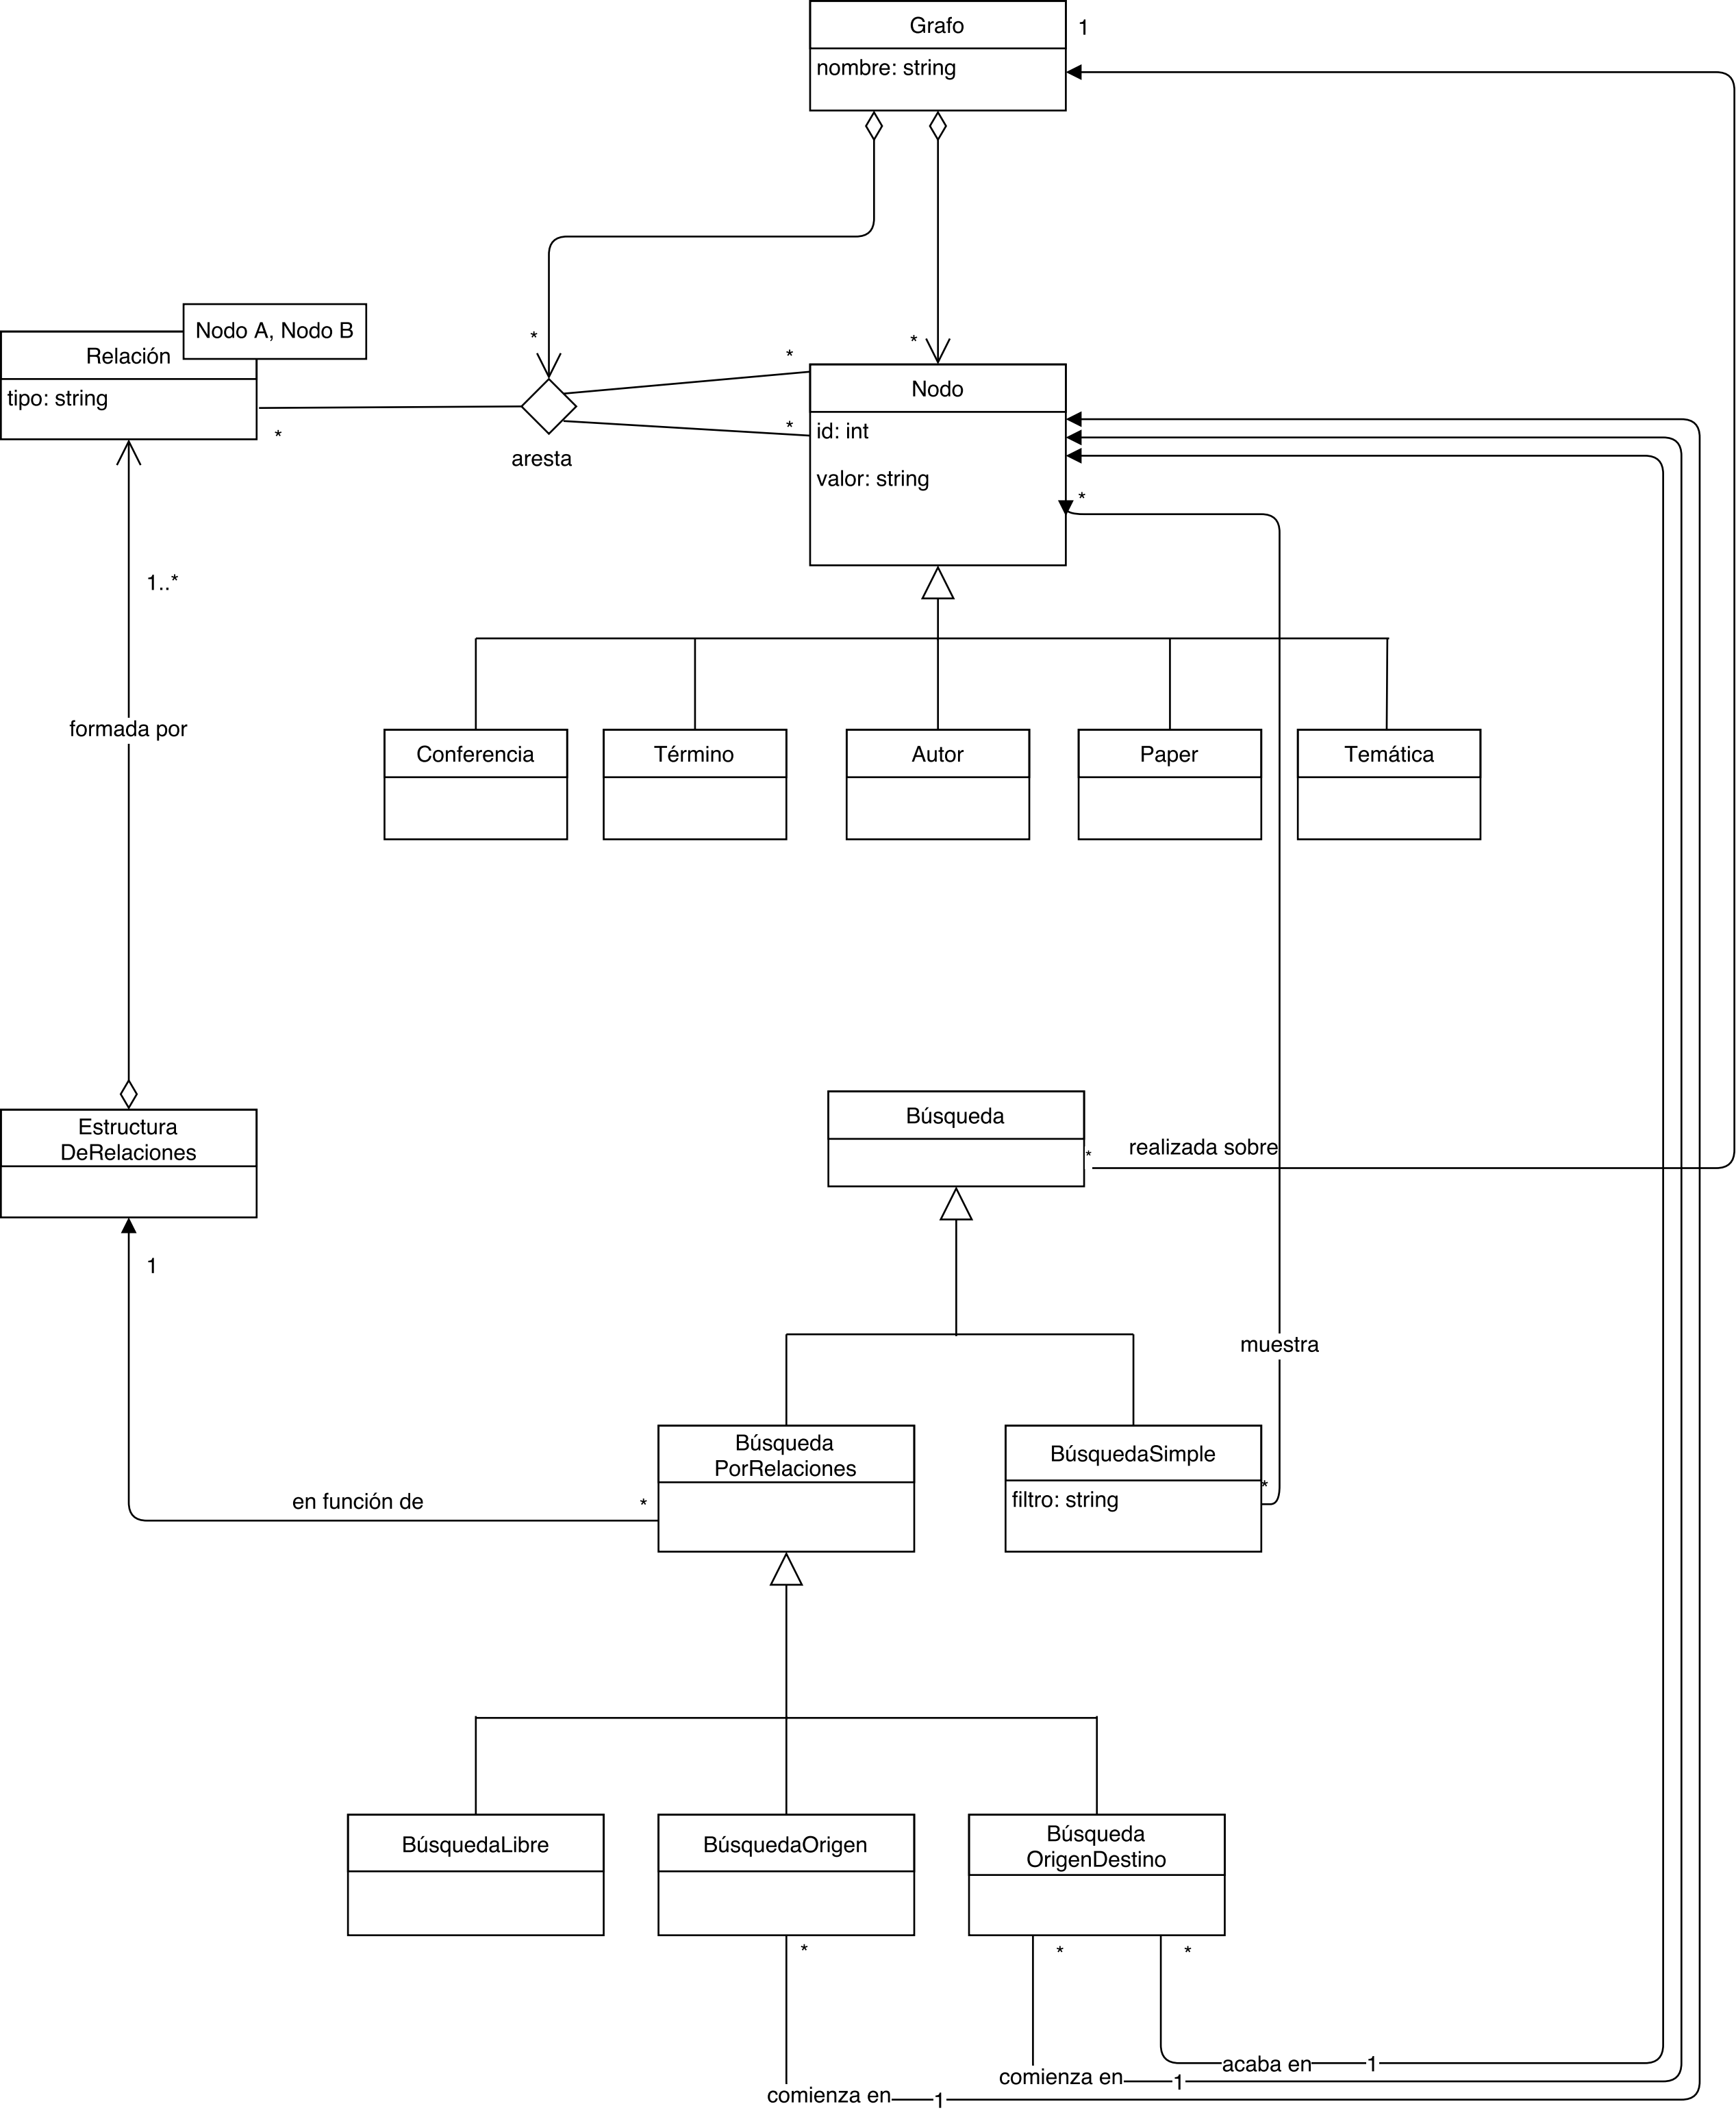 Grafo
1
nombre: string
Nodo A, Nodo B
Relación
tipo: string
*
*
*
*
*
aresta
Nodo
id: int
valor: string
*
1..*
formada por
Conferencia
Término
Autor
Paper
Temática
Estructura
DeRelaciones
1
Búsqueda
*
realizada sobre
muestra
Búsqueda
PorRelaciones
BúsquedaSimple
filtro: string
*
en función de
*
BúsquedaLibre
BúsquedaOrigen
Búsqueda
OrigenDestino
*
*
*
acaba en
1
comienza en
1
comienza en
1